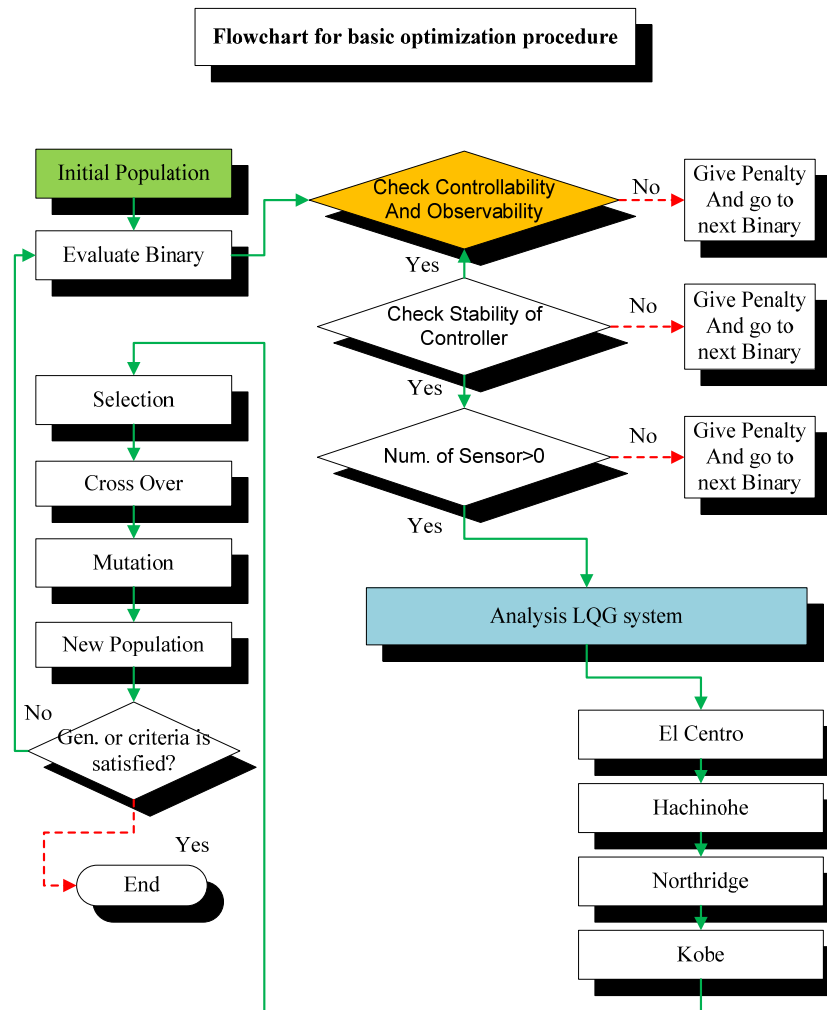 Flowchart for basic optimization procedure
Initial Population
Evaluate Binary
Check Controllability
And Observability
No
Give Penalty
And go to
next Binary
Yes
Check Stability of
Controller
No
Give Penalty
And go to
next Binary
Yes
Num. of Sensor>0
No
Give Penalty
And go to
next Binary
Yes
Analysis LQG system
El Centro
Hachinohe
Northridge
Kobe
Selection
Cross Over
Mutation
New Population
No
Gen. or criteria is
satisfied?
Yes
End